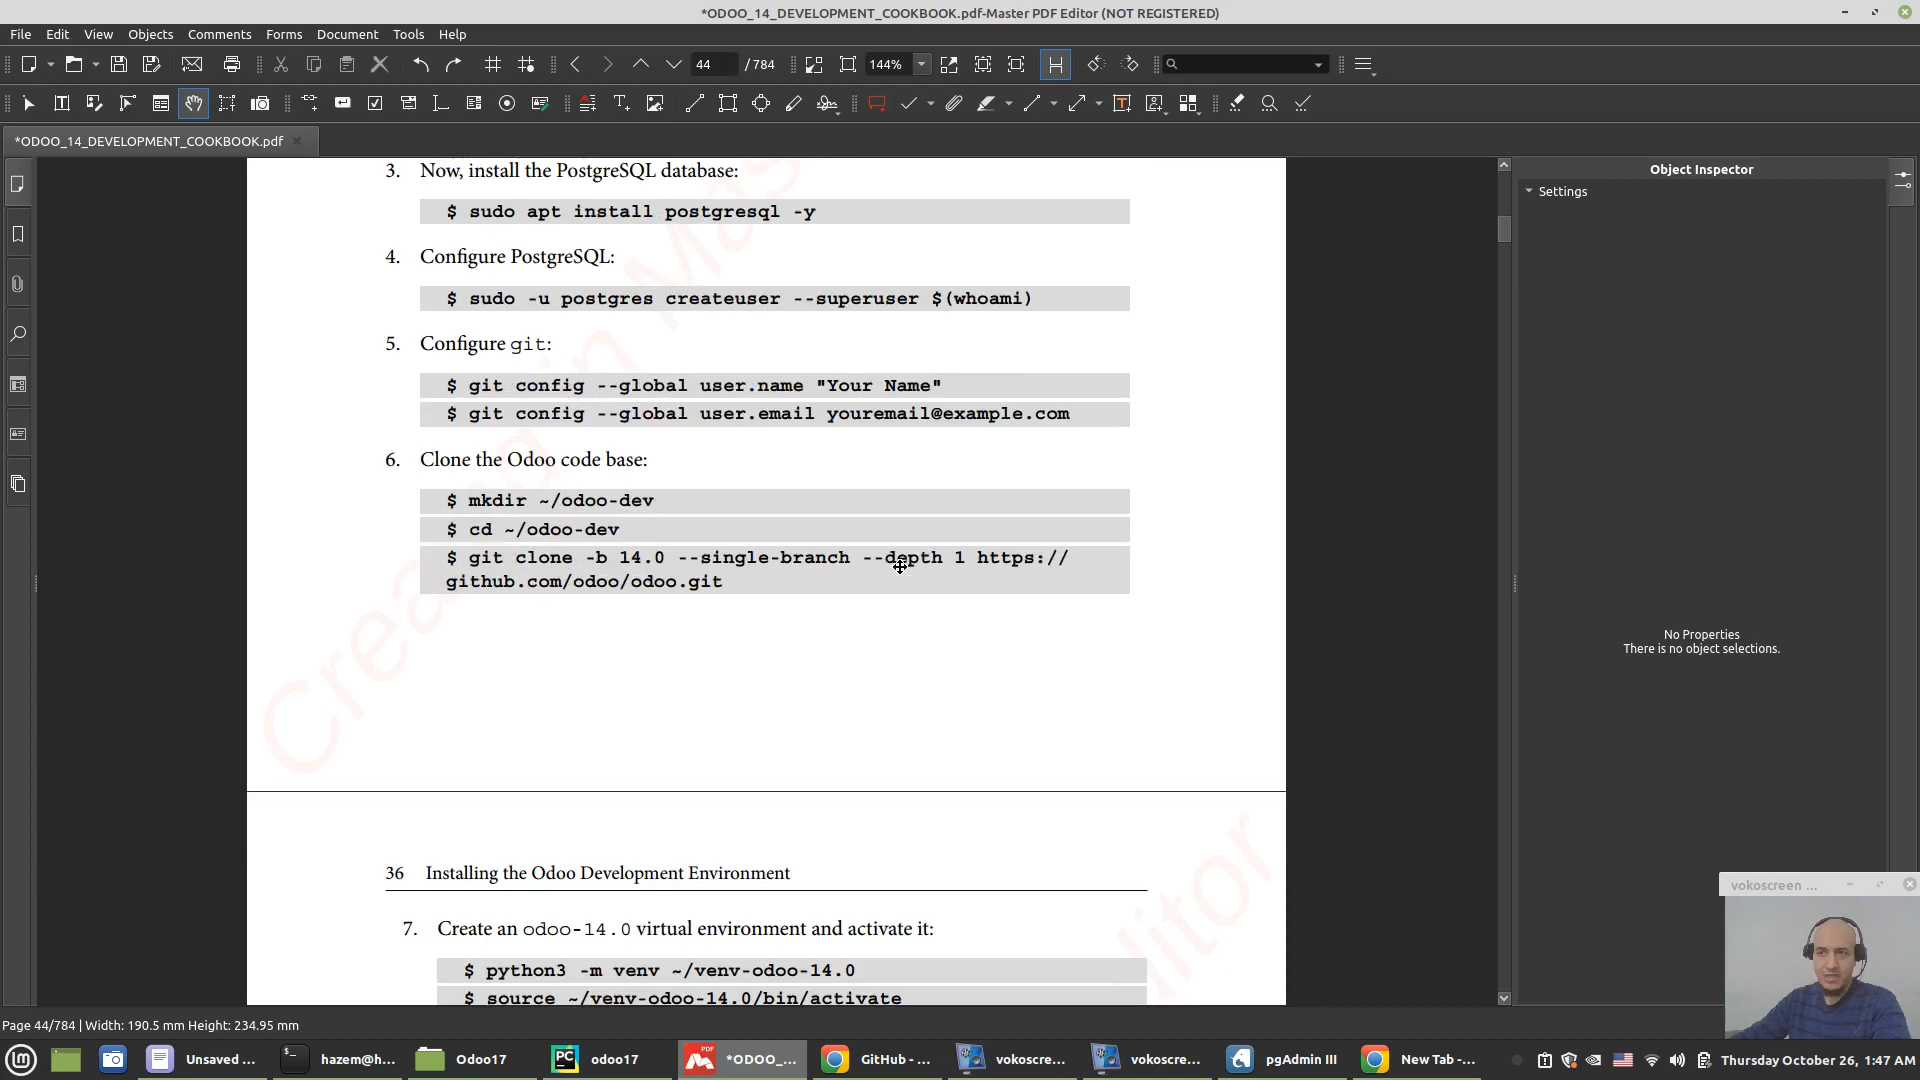 *ODOO_14_DEVELOPMENT_COOKBOOK.pdf-Master PDF Editor (NOT REGISTERED)
File Edit View Objects Comments Forms Document Tools Help
44 / 784 144%
*ODOO_14_DEVELOPMENT_COOKBOOK.pdf
Object Inspector
Settings
3. Now, install the PostgreSQL database:
$ sudo apt install postgresql -y
4. Configure PostgreSQL:
$ sudo -u postgres createuser --superuser $(whoami)
5. Configure git:
$ git config --global user.name "Your Name"
$ git config --global user.email youremail@example.com
6. Clone the Odoo code base:
$ mkdir ~/odoo-dev
$ cd ~/odoo-dev
$ git clone -b 14.0 --single-branch --depth 1 https://
github.com/odoo/odoo.git
No Properties
There is no object selections.
36 Installing the Odoo Development Environment
7. Create an odoo-14.0 virtual environment and activate it:
$ python3 -m venv ~/venv-odoo-14.0
$ source ~/venv-odoo-14.0/bin/activate
vokoscreen ...
Page 44/784 | Width: 190.5 mm Height: 234.95 mm
Unsaved ... hazem@h... Odoo17 PC odoo17 PDF *ODOO_... GitHub - ... vokoscre... vokoscre... pgAdmin III New Tab -... Thursday October 26, 1:47 AM